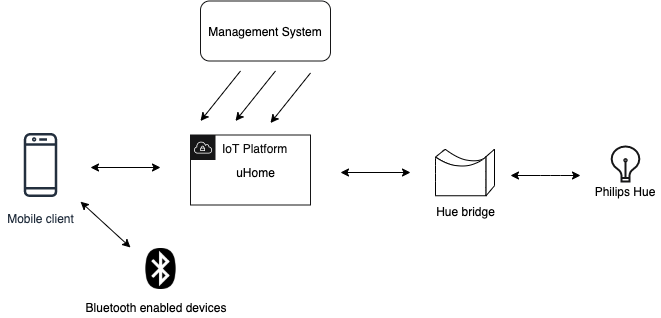 Management System
IoT Platform
uHome
Mobile client
Hue bridge
Philips Hue
Bluetooth enabled devices